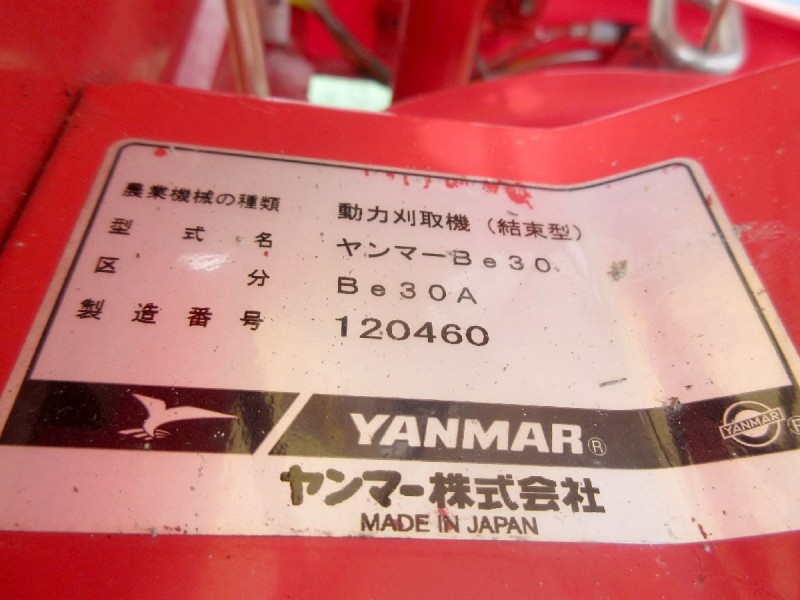 農業機械の種類 動力刈取機（結束型）
型式名 ヤンマーＢｅ３０
区分 Ｂｅ３０Ａ
製造番号 120460
YANMAR® YANMAR®
ヤンマー株式会社
MADE IN JAPAN